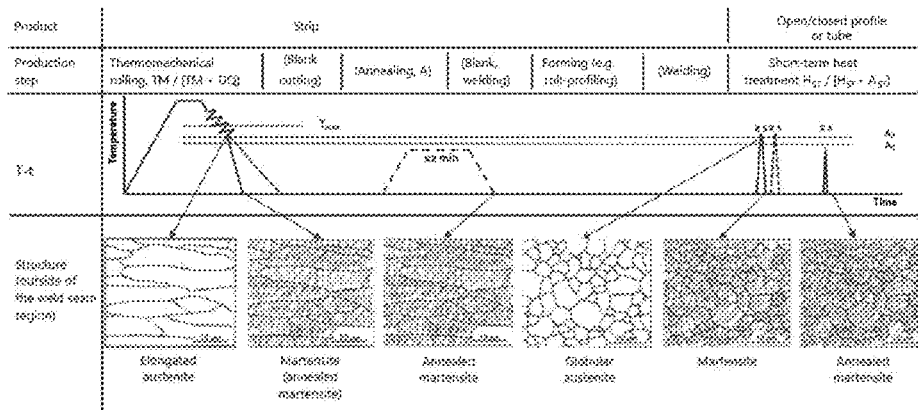 Product
Strip
Open/closed profile
or tube
Production
step
Thermomechanical
rolling, TM / (TM + DQ)
(Blank
cutting)
(Annealing, A)
(Blank,
welding)
Forming (e.g.
roll-profiling)
(Welding)
Short-term heat
treatment
T-t
Temperature
≤2 min
Time
Structure
(outside of
the weld seam
region)
Elongated
austenite
Martensite
(annealed
martensite)
Annealed
martensite
Globular
austenite
Martensite
Annealed
martensite